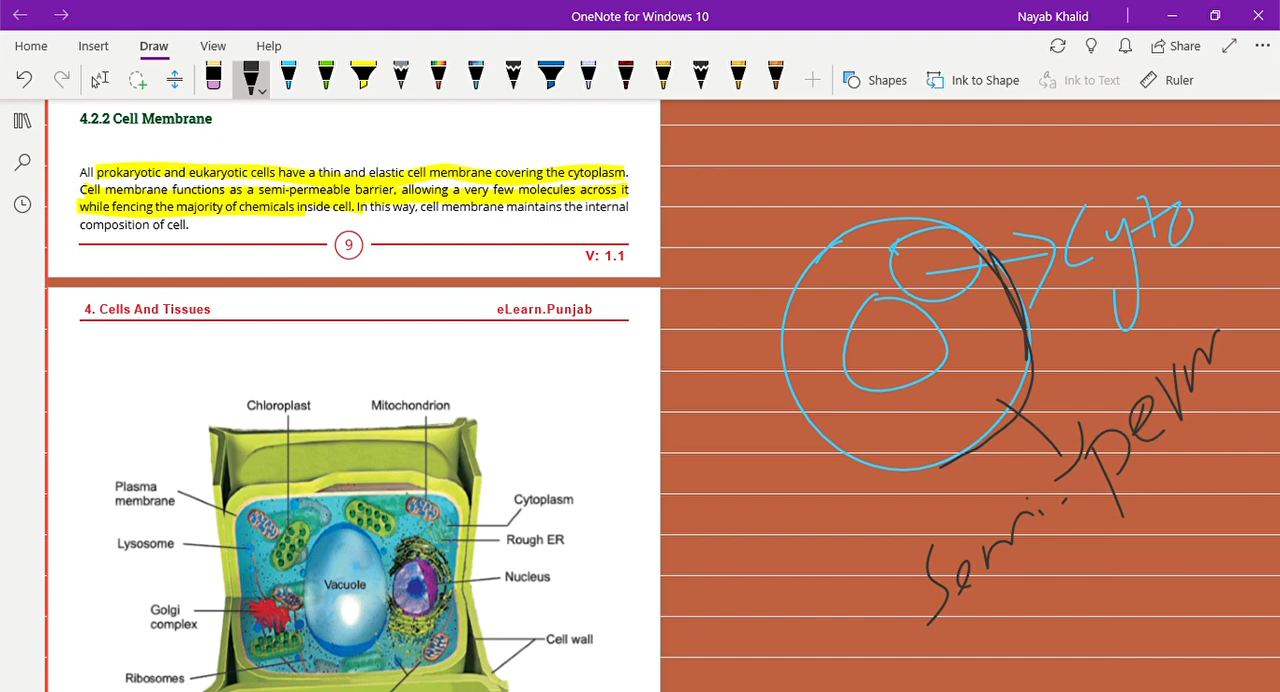 OneNote for Windows 10
Nayab Khalid
Home Insert Draw View Help
Share
Shapes Ink to Shape Ink to Text Ruler
4.2.2 Cell Membrane
All prokaryotic and eukaryotic cells have a thin and elastic cell membrane covering the cytoplasm.
Cell membrane functions as a semi-permeable barrier, allowing a very few molecules across it
while fencing the majority of chemicals inside cell. In this way, cell membrane maintains the internal
composition of cell.
9
V: 1.1
4. Cells And Tissues eLearn.Punjab
Chloroplast Mitochondrion
Plasma
membrane
Cytoplasm
Lysosome
Rough ER
Vacuole
Nucleus
Golgi
complex
Cell wall
Ribosomes
Cyto
semi-perm